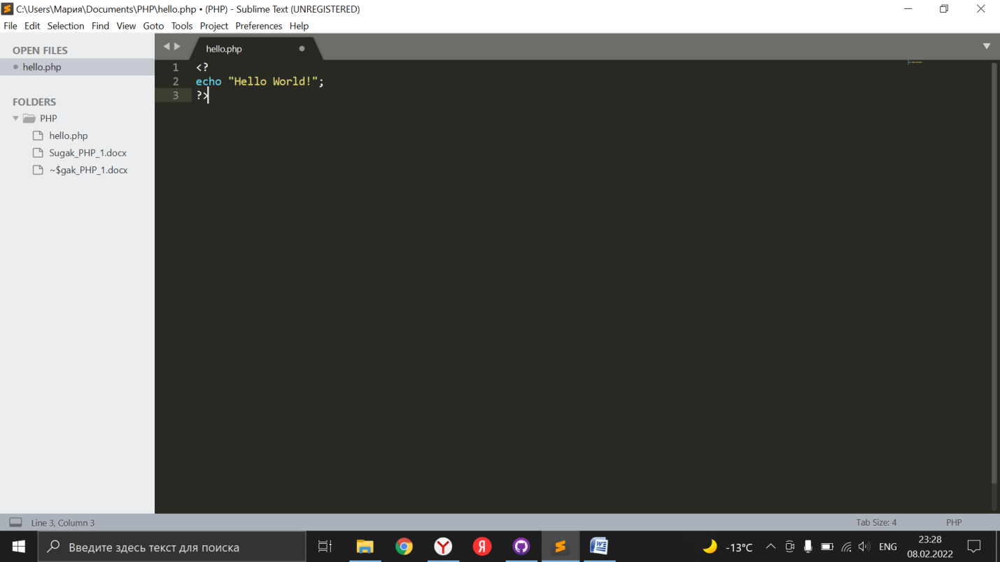 C:\Users\Мария\Documents\PHP\hello.php • (PHP) - Sublime Text (UNREGISTERED)
File Edit Selection Find View Goto Tools Project Preferences Help
OPEN FILES
hello.php
FOLDERS
PHP
hello.php
Sugak_PHP_1.docx
~$gak_PHP_1.docx
hello.php
1 <?
2 echo "Hello World!";
3 ?>
Line 3, Column 3
Tab Size: 4
PHP
Введите здесь текст для поиска
-13°C
ENG
23:28
08.02.2022